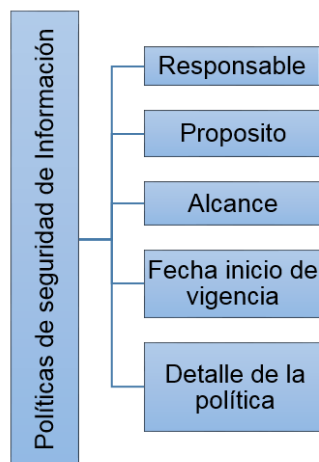 Políticas de seguridad de Información
Responsable
Proposito
Alcance
Fecha inicio de
vigencia
Detalle de la
política